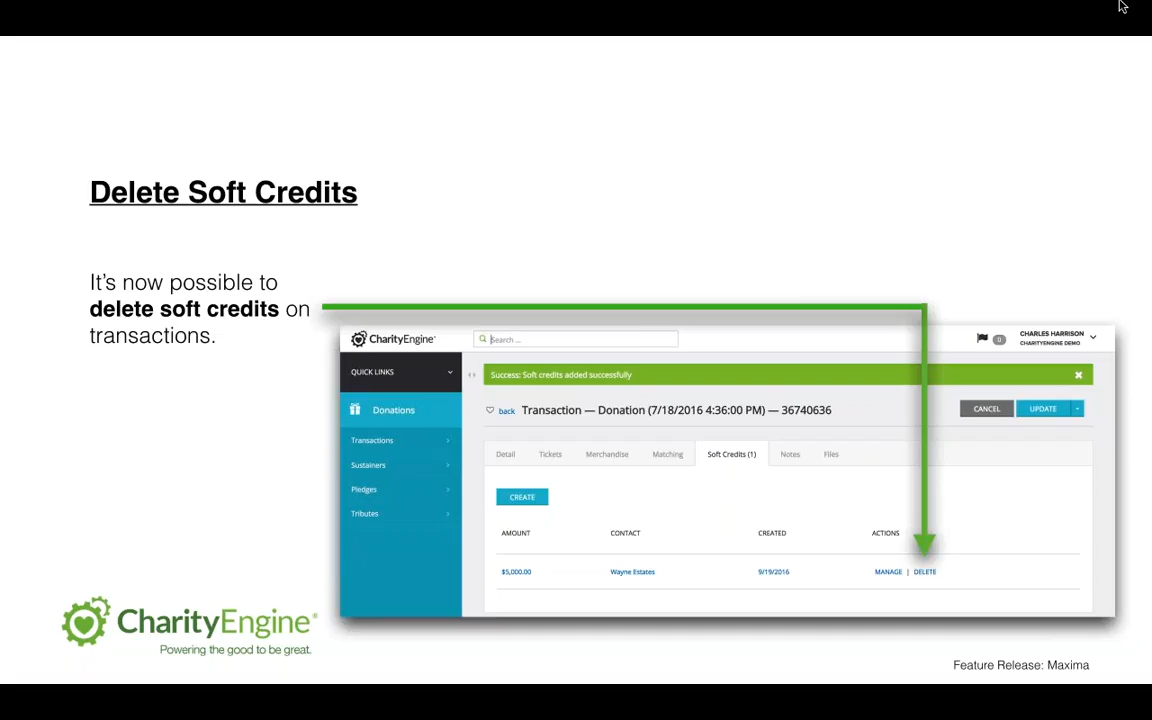 Delete Soft Credits
It's now possible to
delete soft credits on
transactions.
CharityEngine
Search ...
0
CHARLES HARRISON
CHARITYENGINE DEMO
QUICK LINKS
Success: Soft credits added successfully
Donations
back Transaction — Donation (7/18/2016 4:36:00 PM) — 36740636
CANCEL UPDATE
Transactions
Sustainers
Pledges
Tributes
Detail Tickets Merchandise Matching Soft Credits (1) Notes Files
CREATE
AMOUNT CONTACT CREATED ACTIONS
$5,000.00 Wayne Estates 9/19/2016 MANAGE | DELETE
CharityEngine®
Powering the good to be great.
Feature Release: Maxima